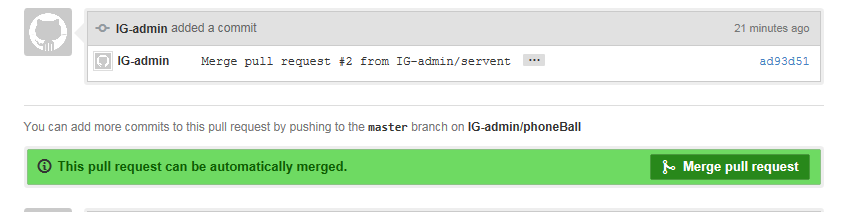 IG-admin added a commit 21 minutes ago
IG-admin Merge pull request #2 from IG-admin/servent ... ad93d51
You can add more commits to this pull request by pushing to the master branch on IG-admin/phoneBall
This pull request can be automatically merged. Merge pull request